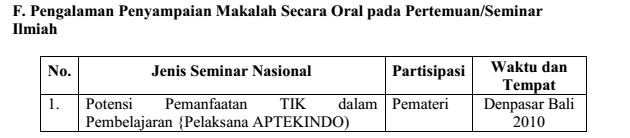 F. Pengalaman Penyampaian Makalah Secara Oral pada Pertemuan/Seminar
Ilmiah
No. Jenis Seminar Nasional Partisipasi Waktu dan
Tempat
1. Potensi Pemanfaatan TIK dalam Pemateri Denpasar Bali
Pembelajaran {Pelaksana APTEKINDO) 2010